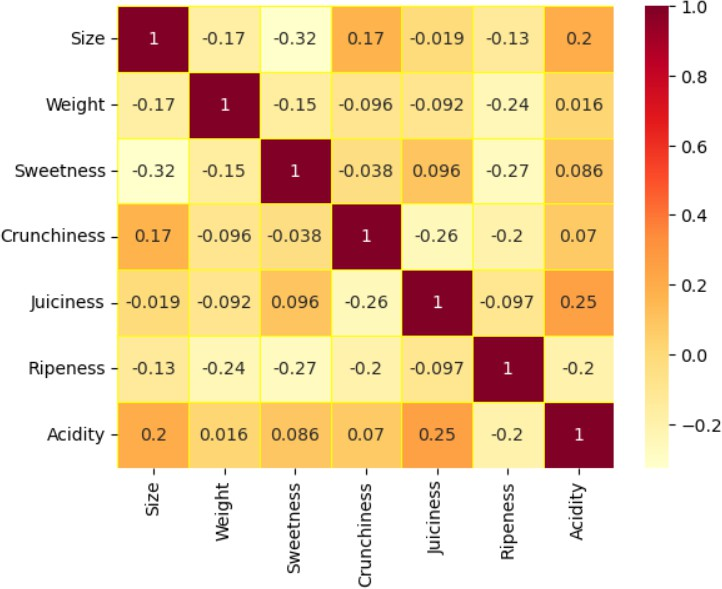 1.0
Size 1 -0.17 -0.32 0.17 -0.019 -0.13 0.2
0.8
Weight -0.17 1 -0.15 -0.096 -0.092 -0.24 0.016
0.6
Sweetness -0.32 -0.15 1 -0.038 0.096 -0.27 0.086
0.4
Crunchiness 0.17 -0.096 -0.038 1 -0.26 -0.2 0.07
0.2
Juiciness -0.019 -0.092 0.096 -0.26 1 -0.097 0.25
0.0
Ripeness -0.13 -0.24 -0.27 -0.2 -0.097 1 -0.2
−0.2
Acidity 0.2 0.016 0.086 0.07 0.25 -0.2 1
Size Weight Sweetness Crunchiness Juiciness Ripeness Acidity